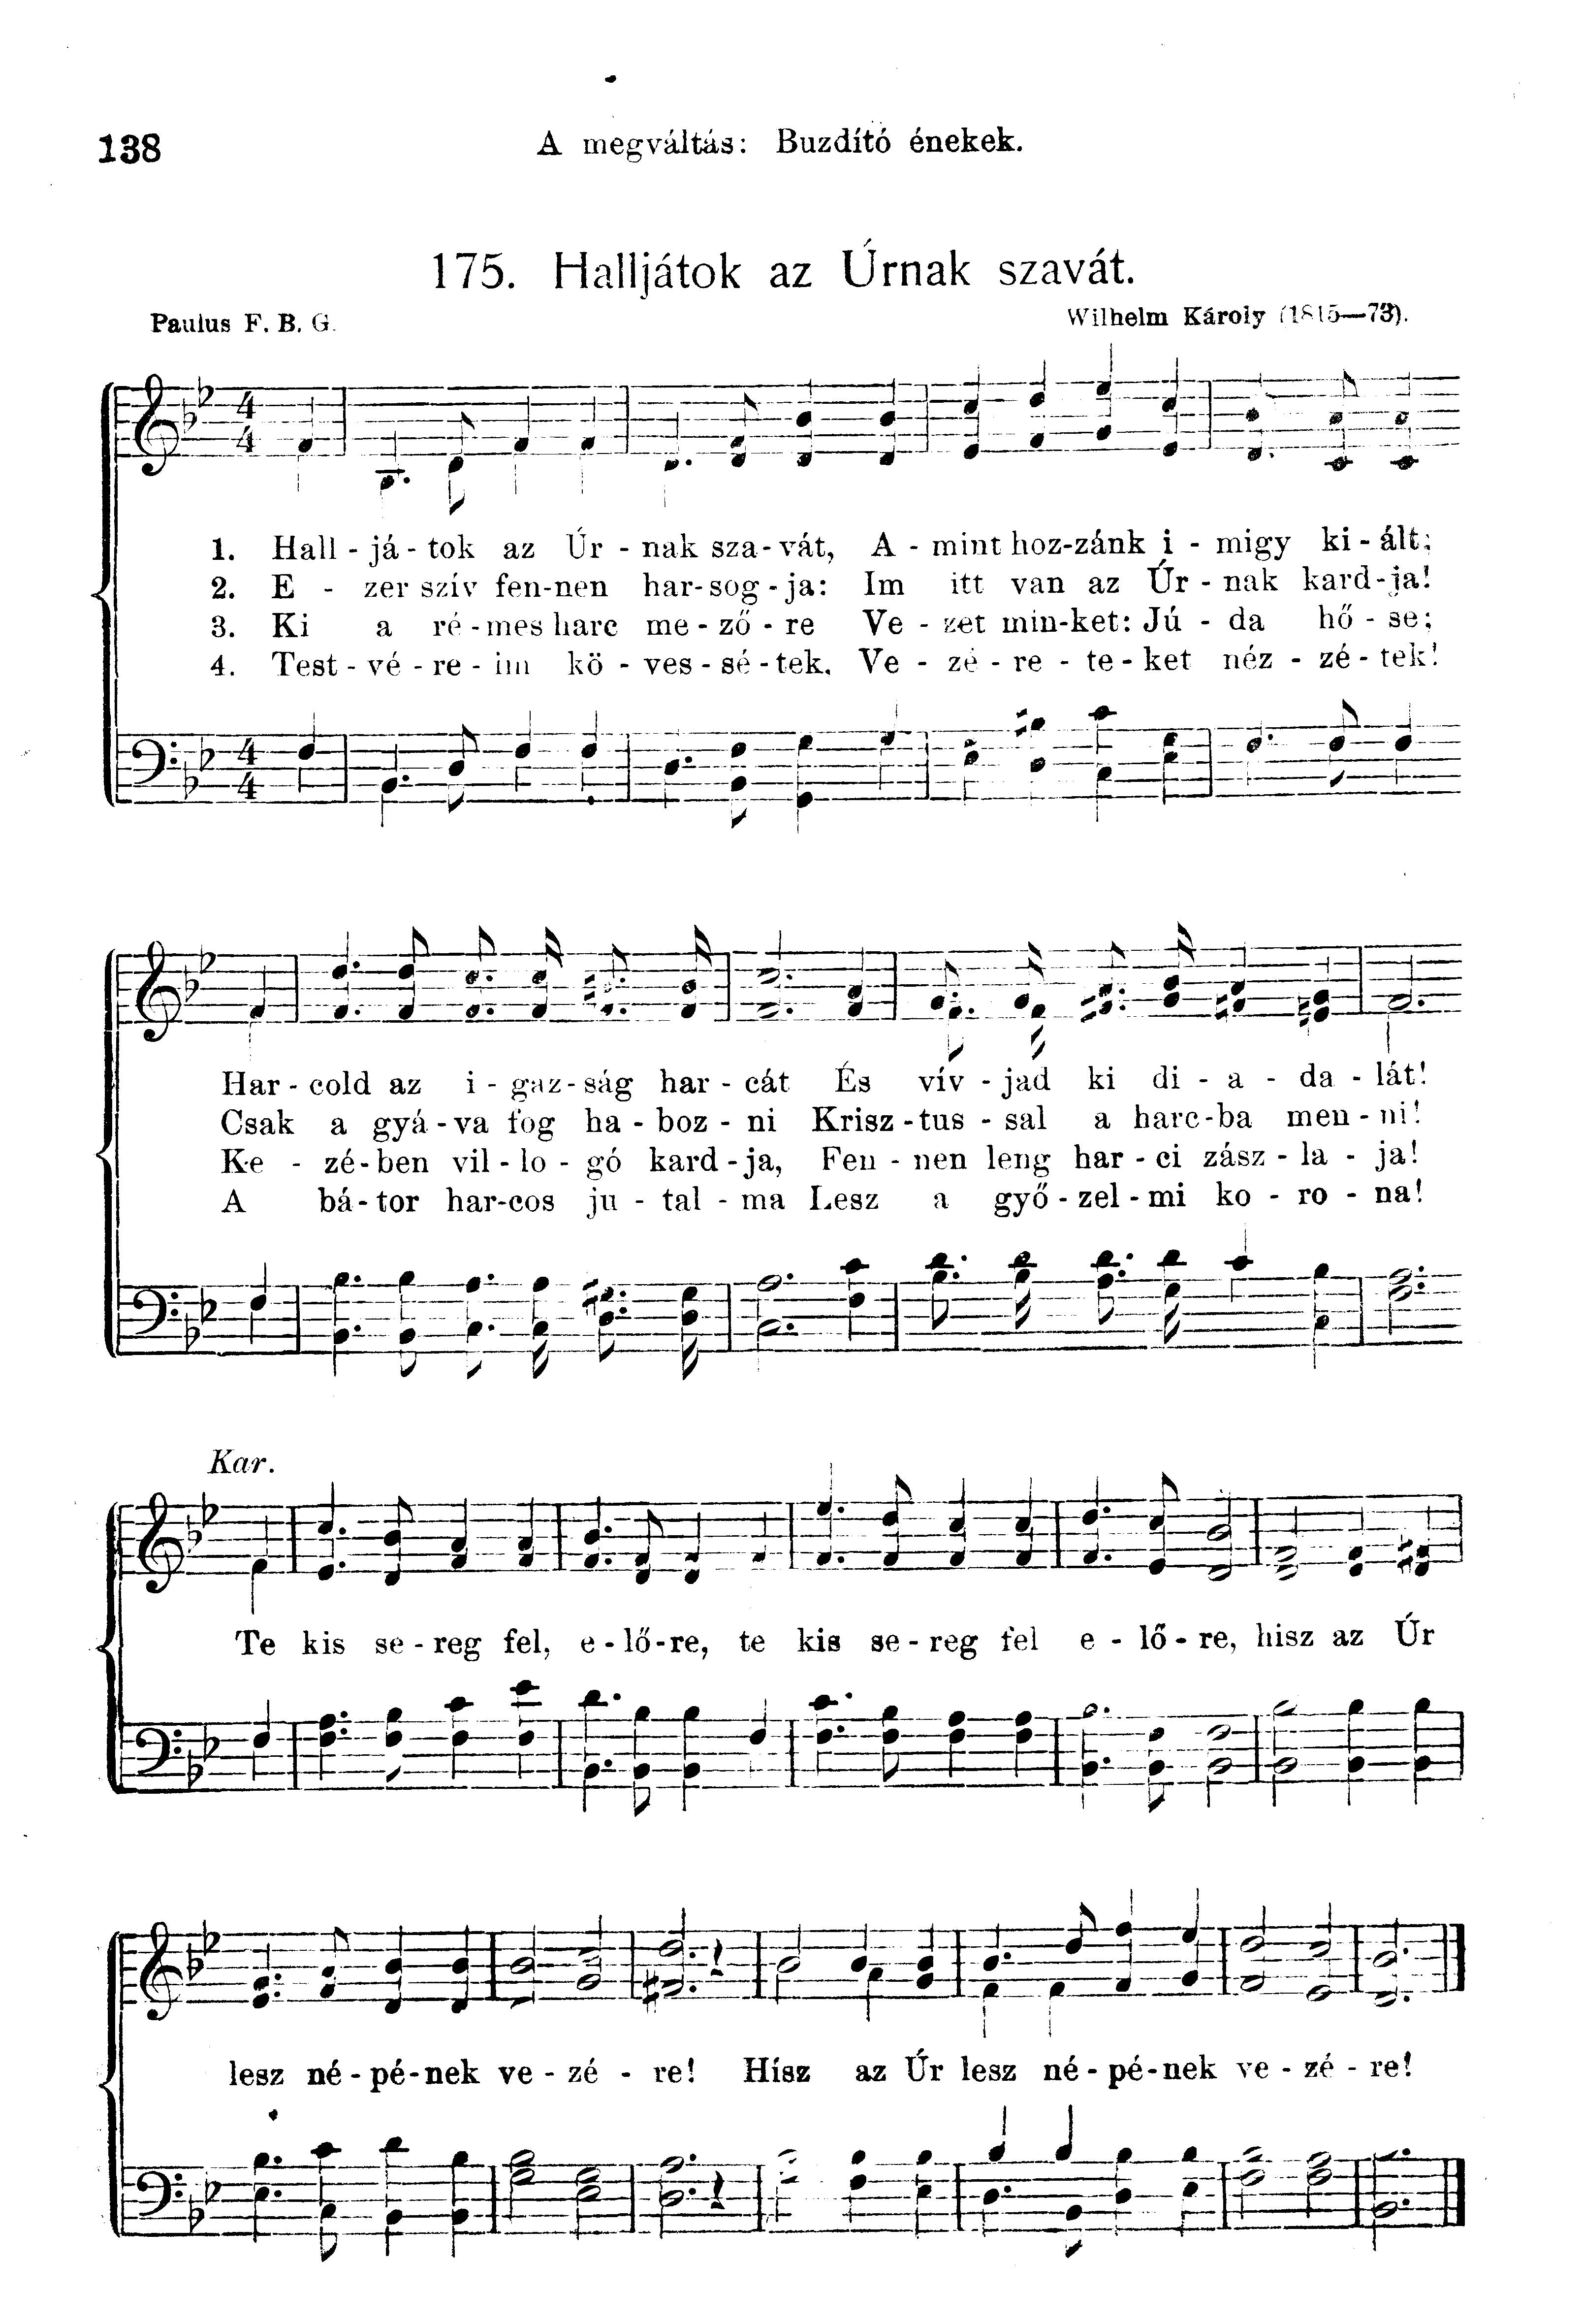 138
A megváltás: Buzdító énekek.
175. Halljátok az Úrnak szavát.
Paulus F. B. G.
Wilhelm Károly (1815—73).
4
4
1. Hall - já - tok az Úr - nak sza - vát, A - mint hoz-zánk i - migy ki - ált;
2. E - zer szív fen-nen har-sog - ja: Im itt van az Úr - nak kard-ja!
3. Ki a ré - mes harc me - ző - re Ve - zet min-ket: Jú - da hő - se;
4. Test - vé - re - im kö - ves - sé - tek. Ve - zé - re - te - ket néz - zé - tek!
4
4
Har - cold az i - gaz - ság har - cát És vív - jad ki di - a - da - lát!
Csak a gyá - va fog ha - boz - ni Krisz - tus - sal a harc-ba men - ni!
Ke - zé - ben vil - lo - gó kard - ja, Fen - nen leng har - ci zász - la - ja!
A bá - tor har-cos ju - tal - ma Lesz a győ - zel - mi ko - ro - na!
Kar.
Te kis se - reg fel, e - lő - re, te kis se - reg fel e - lő - re, hisz az Úr
lesz né - pé - nek ve - zé - re! Hísz az Úr lesz né - pé - nek ve - zé - re!